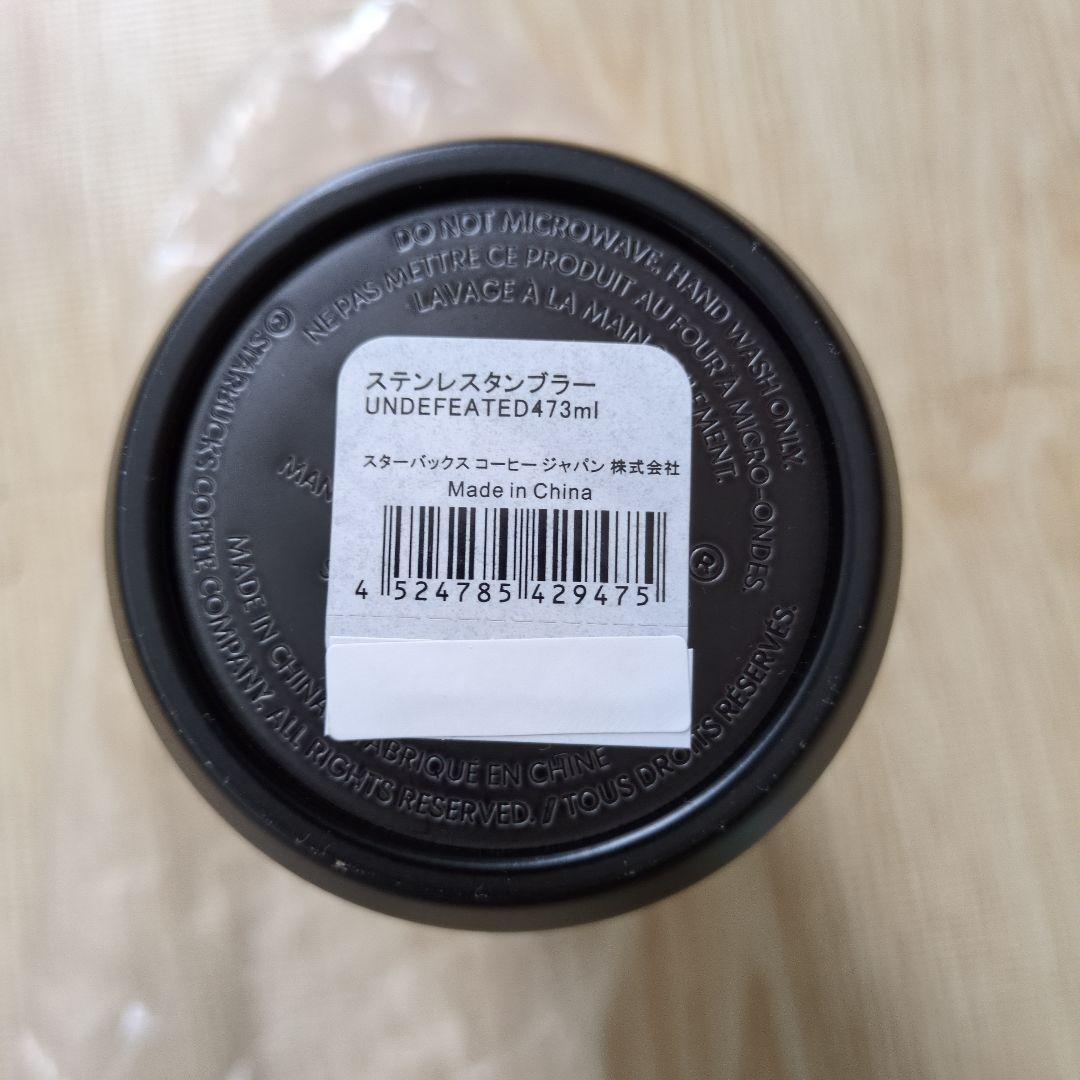 DO NOT MICROWAVE. HAND WASH ONLY.
NE PAS METTRE CE PRODUIT AU FOUR À MICRO-ONDES.
LAVAGE À LA MAIN
EMENT.
ステンレスタンブラー
UNDEFEATED473ml
スターバックス コーヒー ジャパン 株式会社
Made in China
4 524785 429475
MAN
®
MADE IN CHINA
FABRIQUÉ EN CHINE
© STARBUCKS COFFEE COMPANY. ALL RIGHTS RESERVED. // TOUS DROITS RÉSERVÉS.